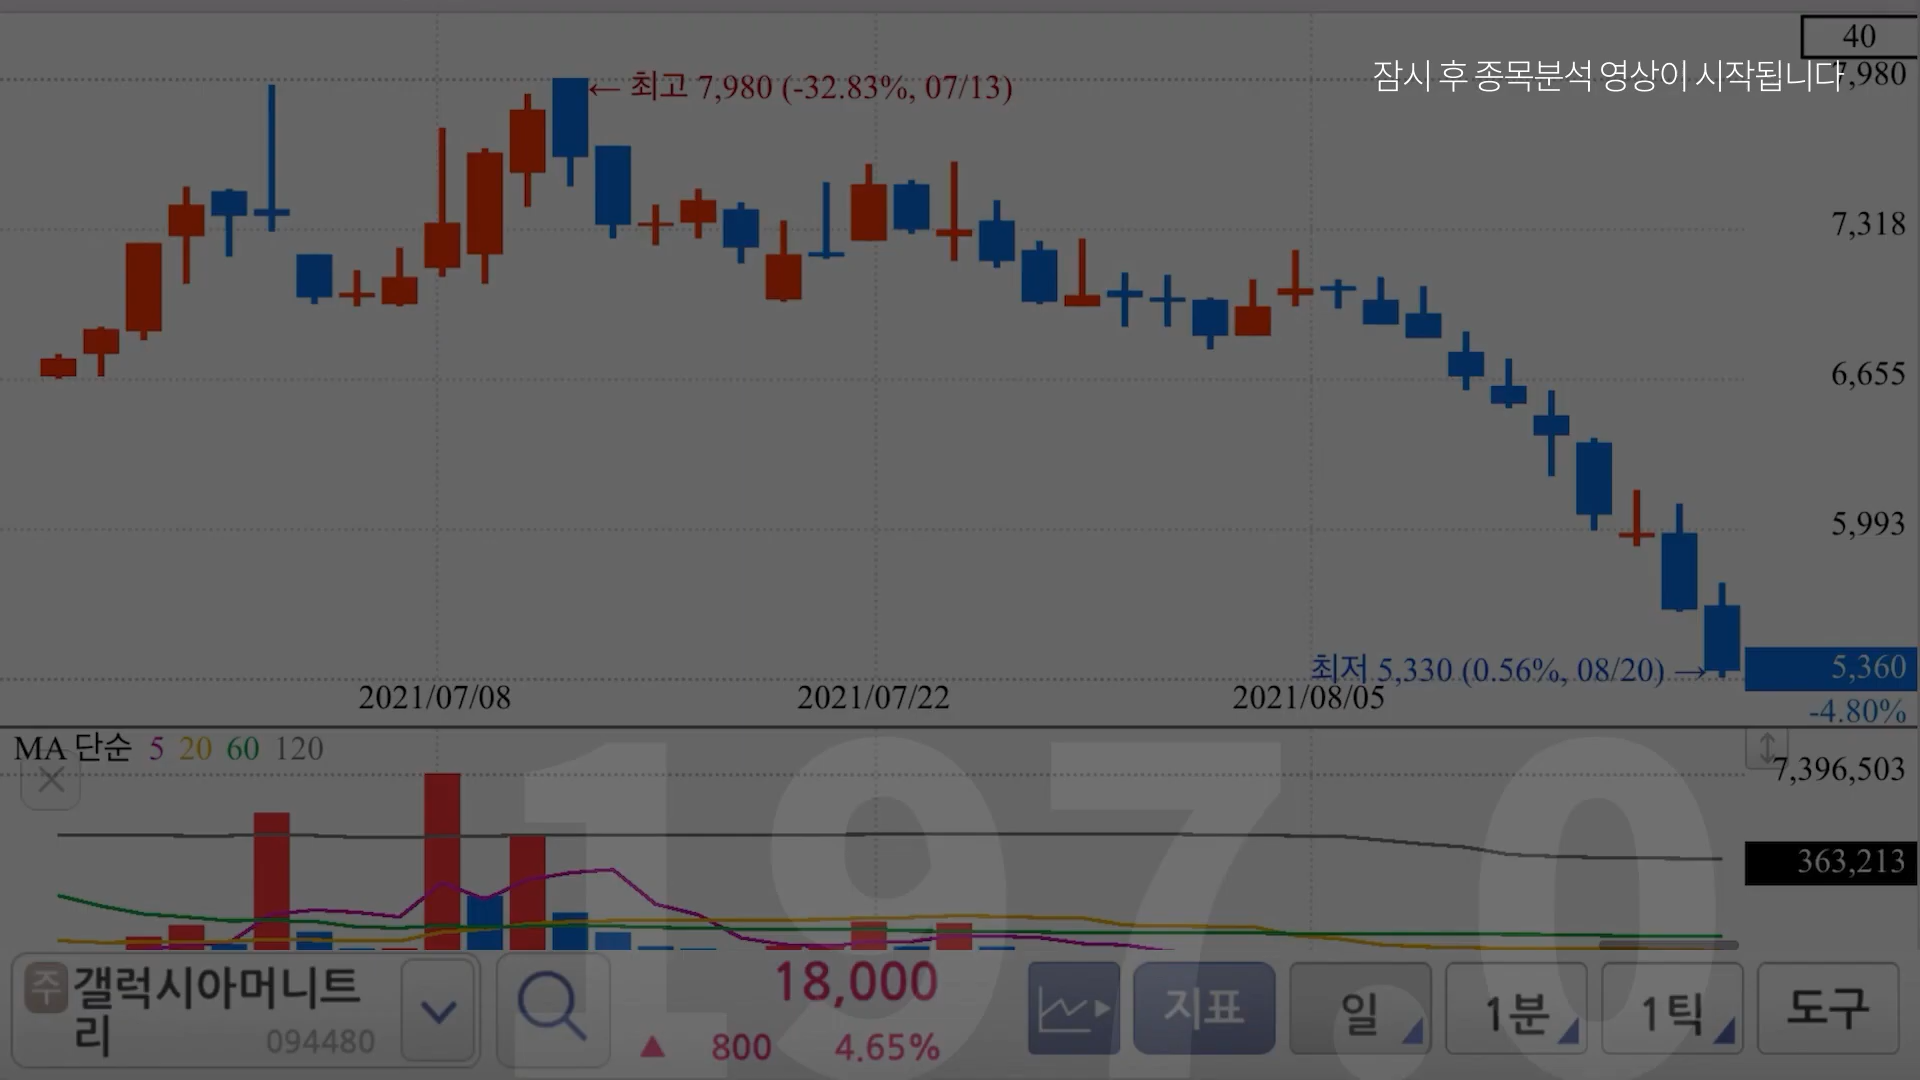 40
잠시 후 종목분석 영상이 시작됩니다
7,980
← 최고 7,980 (-32.83%, 07/13)
7,318
6,655
5,993
최저 5,330 (0.56%, 08/20) →
5,360
-4.80%
2021/07/08
2021/07/22
2021/08/05
MA 단순 5 20 60 120
7,396,503
363,213
197.0
주 갤럭시아머니트리
094480
18,000
▲ 800 4.65%
지표
일
1분
1틱
도구